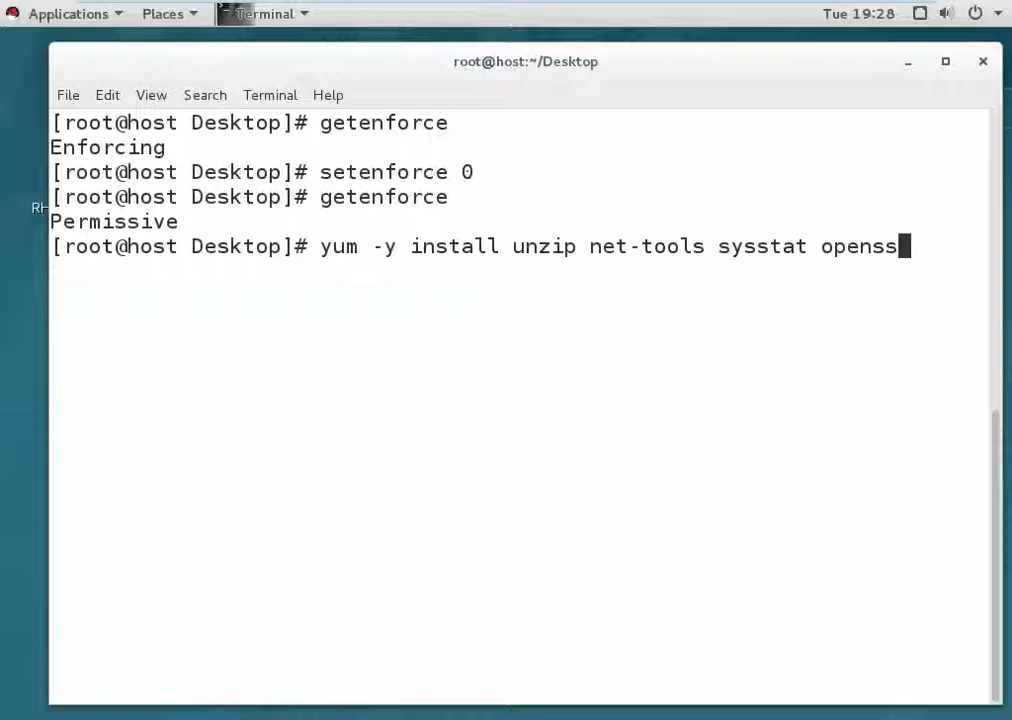 Applications Places Terminal Tue 19:28
root@host:~/Desktop
File Edit View Search Terminal Help
[root@host Desktop]# getenforce
Enforcing
[root@host Desktop]# setenforce 0
[root@host Desktop]# getenforce
RH
Permissive
[root@host Desktop]# yum -y install unzip net-tools sysstat openss